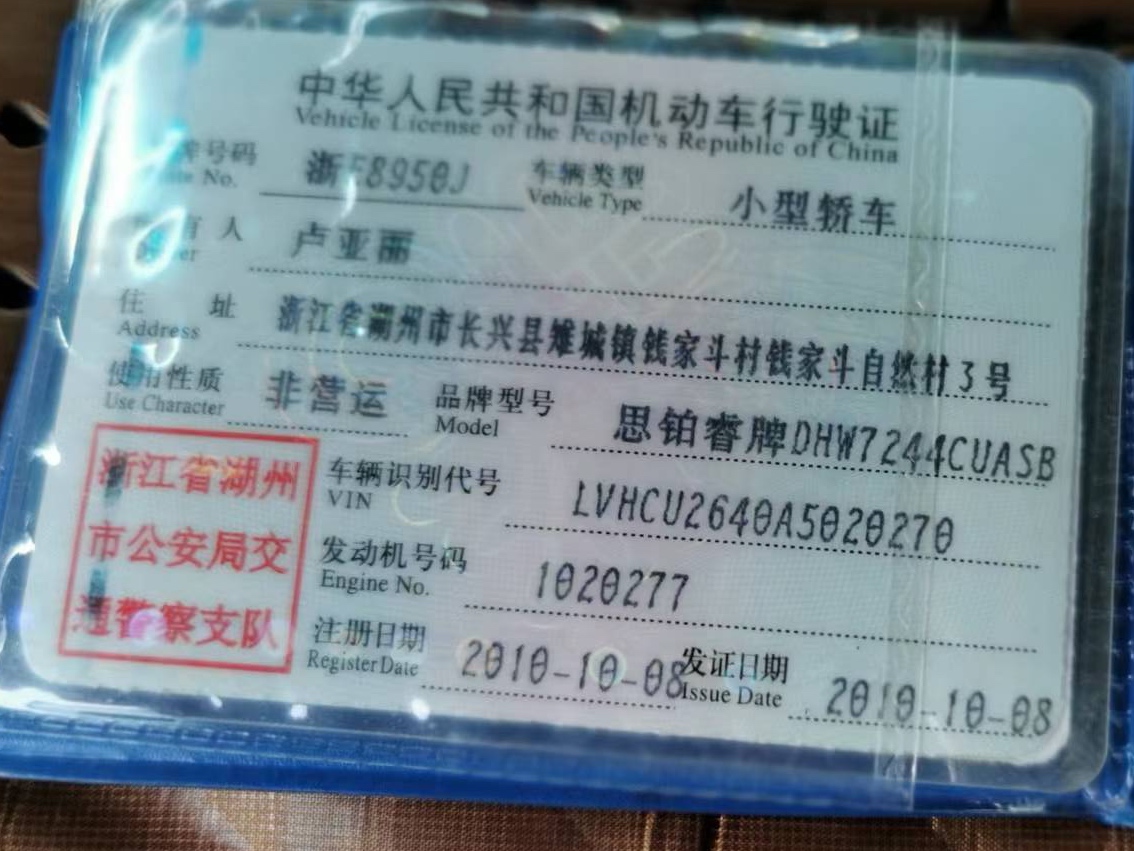 中华人民共和国机动车行驶证
Vehicle License of the People's Republic of China
号码 浙E8950J 车辆类型 小型轿车
No. Vehicle Type
有人 卢亚丽
住 址 浙江省湖州市长兴县雉城镇钱家斗村钱家斗自然村3号
Address
使用性质 非营运 品牌型号 思铂睿牌DHW7244CUASB
Use Character Model
浙江省湖州
市公安局交
通警察支队
车辆识别代号 LVHCU2640A5020270
VIN
发动机号码 1020277
Engine No.
注册日期 2010-10-08 发证日期 2010-10-08
Register Date Issue Date